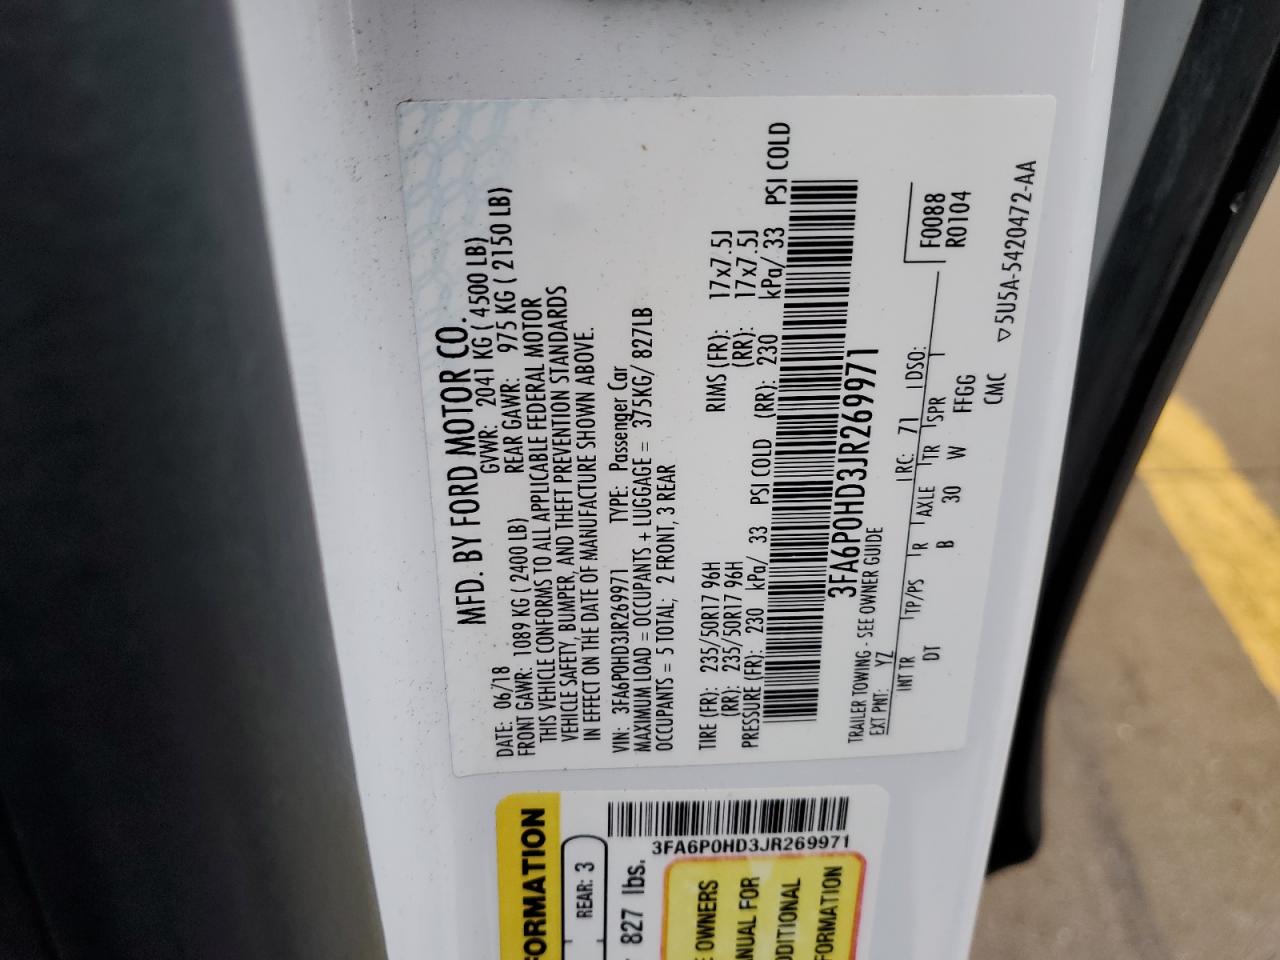 MFD. BY FORD MOTOR CO.
DATE: 06/18 GVWR: 2041 KG ( 4500 LB)
FRONT GAWR: 1089 KG ( 2400 LB) REAR GAWR: 975 KG ( 2150 LB)
THIS VEHICLE CONFORMS TO ALL APPLICABLE FEDERAL MOTOR
VEHICLE SAFETY, BUMPER, AND THEFT PREVENTION STANDARDS
IN EFFECT ON THE DATE OF MANUFACTURE SHOWN ABOVE.
VIN: 3FA6P0HD3JR269971 TYPE: Passenger Car
MAXIMUM LOAD = OCCUPANTS + LUGGAGE = 375KG/ 827LB
OCCUPANTS = 5 TOTAL; 2 FRONT, 3 REAR
TIRE (FR): 235/50R17 96H RIMS (FR): 17x7.5J
(RR): 235/50R17 96H (RR): 17x7.5J
PRESSURE (FR): 230 kPa/ 33 PSI COLD (RR): 230 kPa/ 33 PSI COLD
3FA6P0HD3JR269971
TRAILER TOWING - SEE OWNER GUIDE
EXT PNT: YZ RC: 71 DSO:
F0088
R0104
INT TR TP/PS R AXLE TR SPR
DT B 30 W FFGG
CMC
▽ 5U5A-5420472-AA
FORMATION
REAR: 3
827 lbs.
3FA6P0HD3JR269971
OWNERS
FOR
FORMATION